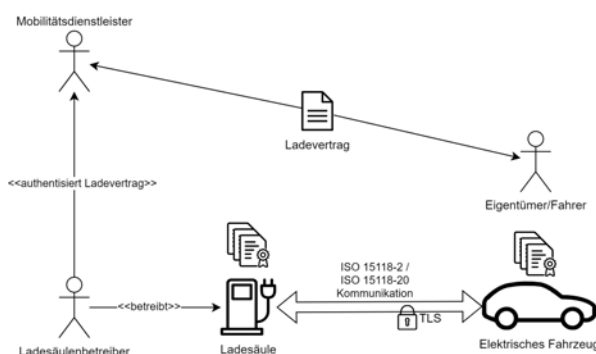 Mobilitätsdienstleister
Ladevertrag
<<authentisiert Ladevertrag>>
Eigentümer/Fahrer
ISO 15118-2 /
ISO 15118-20
Kommunikation
<<betreibt>>
TLS
Ladesäulenbetreiber
Ladesäule
Elektrisches Fahrzeug